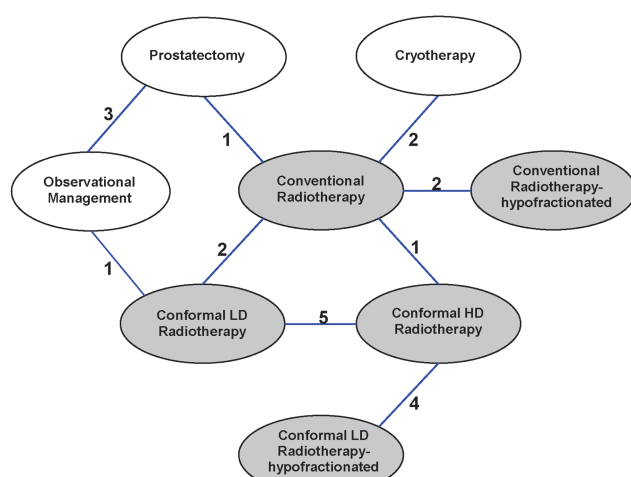 Prostatectomy
Cryotherapy
3
1
2
Observational
Management
Conventional
Radiotherapy
2
Conventional
Radiotherapy-
hypofractionated
1
2
1
Conformal LD
Radiotherapy
5
Conformal HD
Radiotherapy
4
Conformal LD
Radiotherapy-
hypofractionated